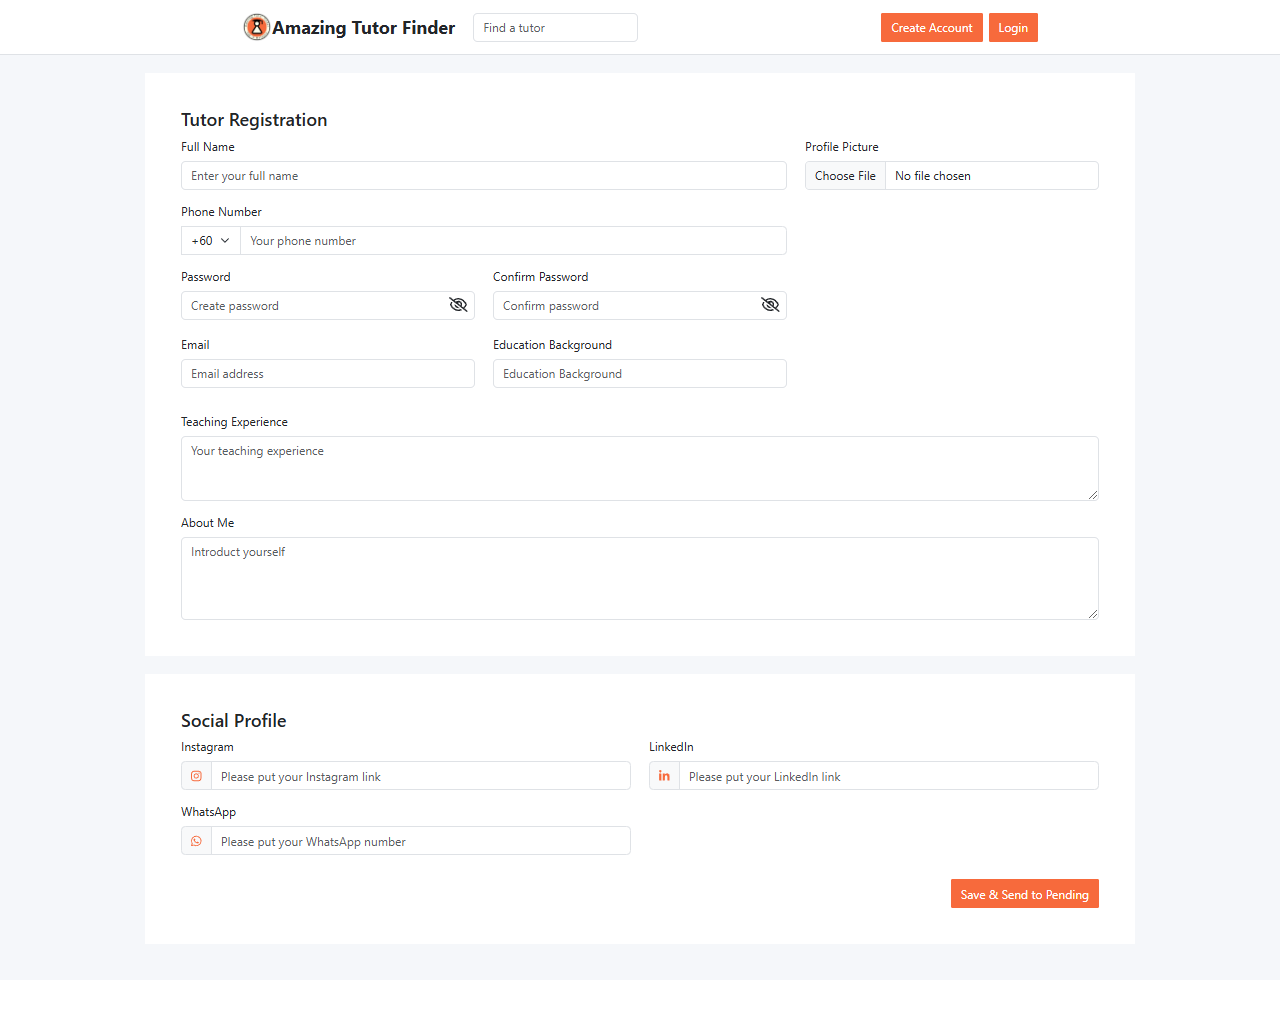 Amazing Tutor Finder
Find a tutor
Create Account
Login
Tutor Registration
Full Name
Enter your full name
Profile Picture
Choose File No file chosen
Phone Number
+60 Your phone number
Password
Create password
Confirm Password
Confirm password
Email
Email address
Education Background
Education Background
Teaching Experience
Your teaching experience
About Me
Introduct yourself
Social Profile
Instagram
Please put your Instagram link
LinkedIn
Please put your LinkedIn link
WhatsApp
Please put your WhatsApp number
Save & Send to Pending